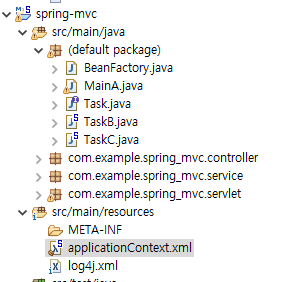 spring-mvc
src/main/java
(default package)
BeanFactory.java
MainA.java
Task.java
TaskB.java
TaskC.java
com.example.spring_mvc.controller
com.example.spring_mvc.service
com.example.spring_mvc.servlet
src/main/resources
META-INF
applicationContext.xml
log4j.xml